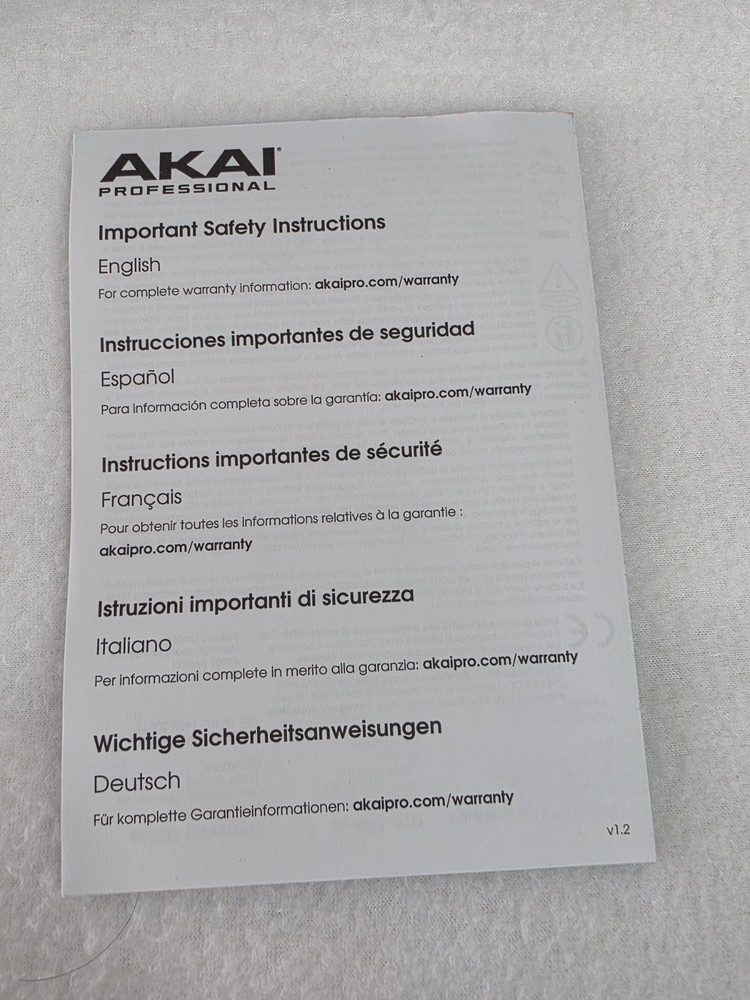 AKAI
PROFESSIONAL
Important Safety Instructions
English
For complete warranty information: akaipro.com/warranty
Instrucciones importantes de seguridad
Español
Para información completa sobre la garantía: akaipro.com/warranty
Instructions importantes de sécurité
Français
Pour obtenir toutes les informations relatives à la garantie :
akaipro.com/warranty
Istruzioni importanti di sicurezza
Italiano
Per informazioni complete in merito alla garanzia: akaipro.com/warranty
Wichtige Sicherheitsanweisungen
Deutsch
Für komplette Garantieinformationen: akaipro.com/warranty
v1.2